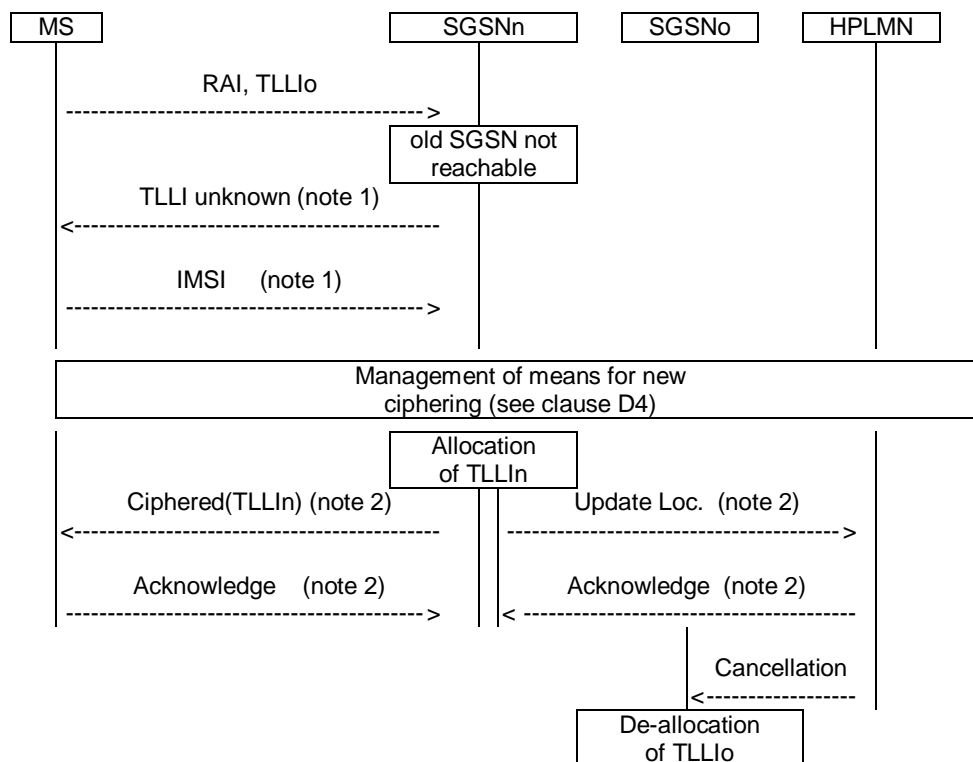 MS SGSNn SGSNo HPLMN
RAI, TLLIo
old SGSN not
reachable
TLLI unknown (note 1)
IMSI (note 1)
Management of means for new
ciphering (see clause D4)
Allocation
of TLLIn
Ciphered(TLLIn) (note 2) Update Loc. (note 2)
Acknowledge (note 2) Acknowledge (note 2)
Cancellation
De-allocation
of TLLIo